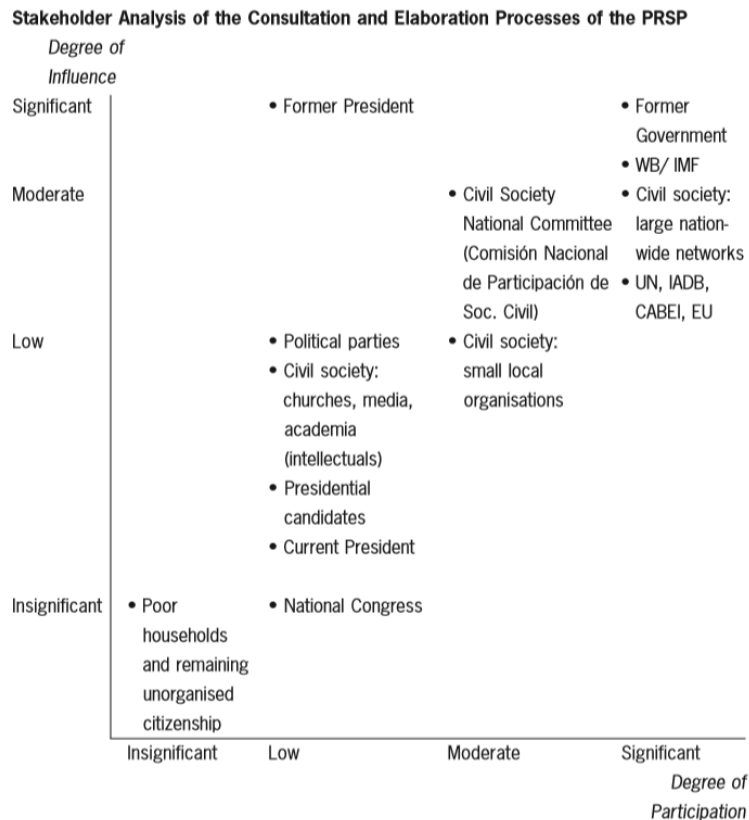 Stakeholder Analysis of the Consultation and Elaboration Processes of the PRSP
Degree of
Influence
Significant
• Former President
• Former
Government
• WB/ IMF
Moderate
• Civil Society
National Committee
(Comisión Nacional
de Participación de
Soc. Civil)
• Civil society:
large nation-
wide networks
• UN, IADB,
CABEI, EU
Low
• Political parties
• Civil society:
churches, media,
academia
(intellectuals)
• Presidential
candidates
• Current President
• Civil society:
small local
organisations
Insignificant
• Poor
households
and remaining
unorganised
citizenship
• National Congress
Insignificant
Low
Moderate
Significant
Degree of
Participation